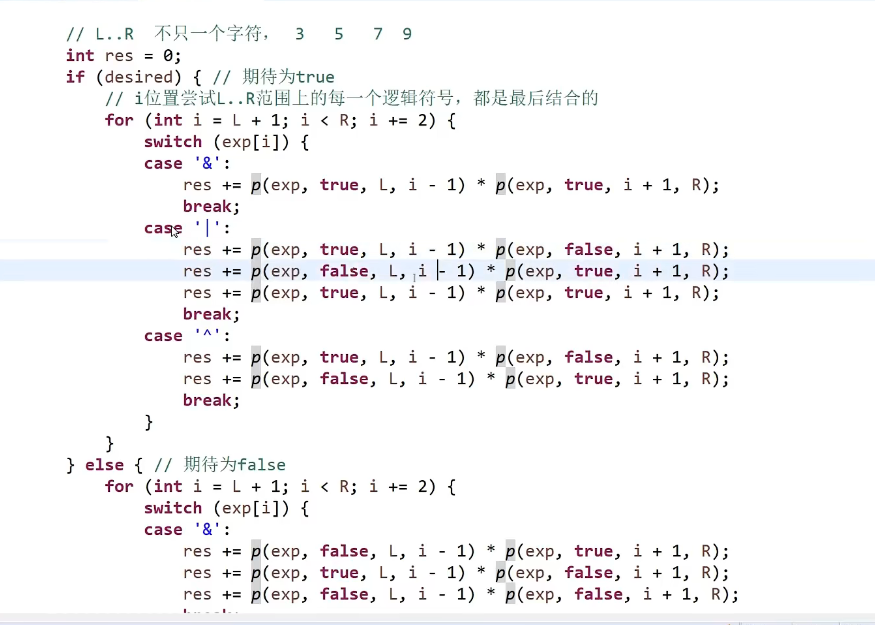 // L..R  不只一个字符，  3   5   7  9
int res = 0;
if (desired) { // 期待为true
    // i位置尝试L..R范围上的每一个逻辑符号，都是最后结合的
    for (int i = L + 1; i < R; i += 2) {
        switch (exp[i]) {
        case '&':
            res += p(exp, true, L, i - 1) * p(exp, true, i + 1, R);
            break;
        case '|':
            res += p(exp, true, L, i - 1) * p(exp, false, i + 1, R);
            res += p(exp, false, L, i - 1) * p(exp, true, i + 1, R);
            res += p(exp, true, L, i - 1) * p(exp, true, i + 1, R);
            break;
        case '^':
            res += p(exp, true, L, i - 1) * p(exp, false, i + 1, R);
            res += p(exp, false, L, i - 1) * p(exp, true, i + 1, R);
            break;
        }
    }
} else { // 期待为false
    for (int i = L + 1; i < R; i += 2) {
        switch (exp[i]) {
        case '&':
            res += p(exp, false, L, i - 1) * p(exp, true, i + 1, R);
            res += p(exp, true, L, i - 1) * p(exp, false, i + 1, R);
            res += p(exp, false, L, i - 1) * p(exp, false, i + 1, R);